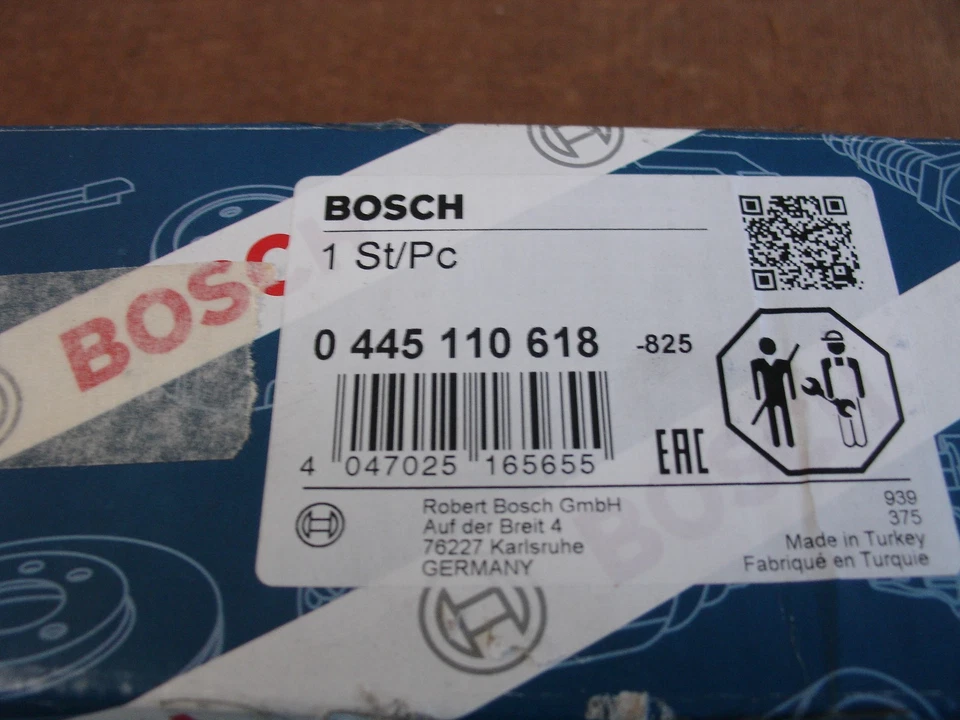 BOSCH
1 St/Pc
BOSCH
0 445 110 618 -825
4 047025 165655
EAC
Robert Bosch GmbH
Auf der Breit 4
76227 Karlsruhe
GERMANY
939
375
Made in Turkey
Fabriqué en Turquie